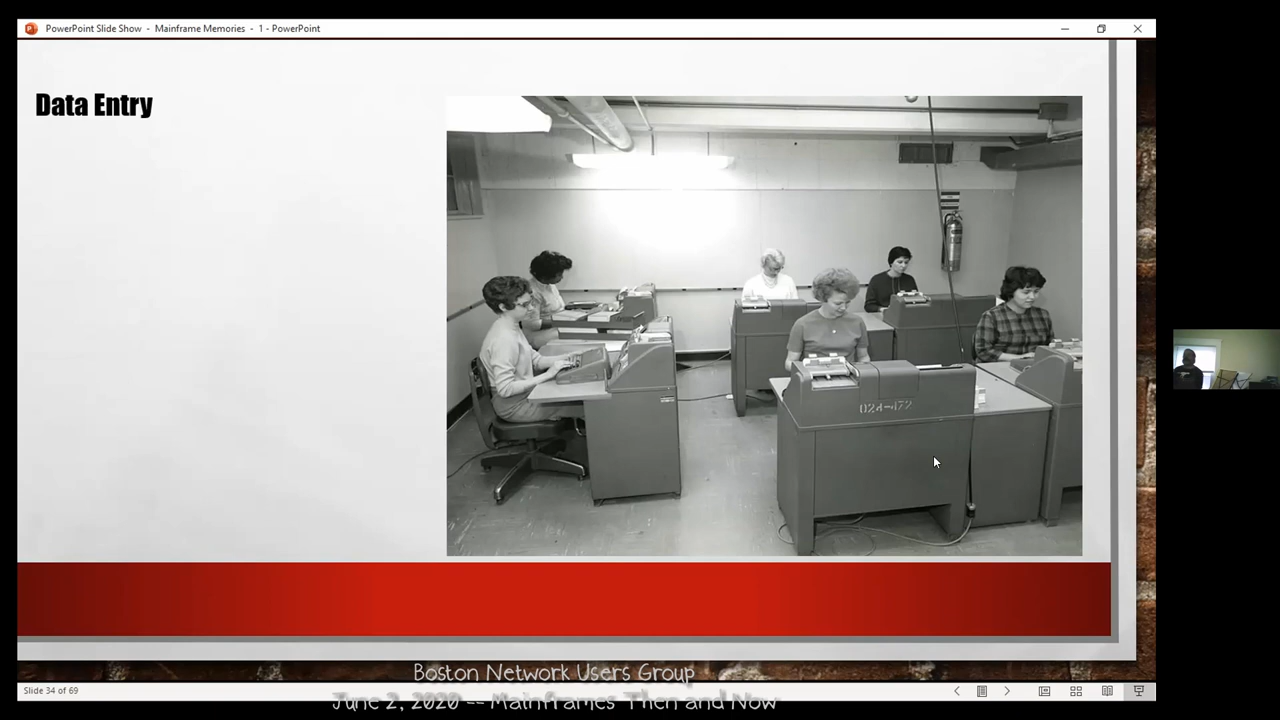 PowerPoint Slide Show - Mainframe Memories - 1 - PowerPoint
Data Entry
024-472
Boston Network Users Group
Slide 34 of 69
June 2, 2020 -- Mainframes Then and Now